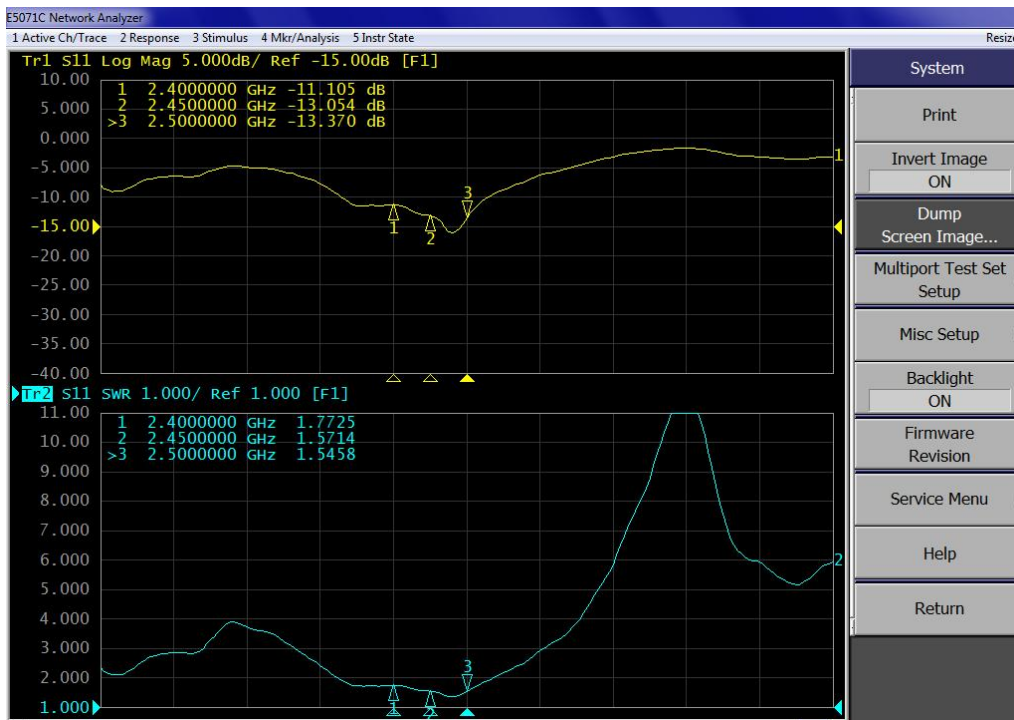 E5071C Network Analyzer
1 Active Ch/Trace 2 Response 3 Stimulus 4 Mkr/Analysis 5 Instr State
Resize
Tr1 S11 Log Mag 5.000dB/ Ref -15.00dB [F1]
10.00
5.000
0.000
-5.000
-10.00
-15.00
-20.00
-25.00
-30.00
-35.00
-40.00
1 2.4000000 GHz -11.105 dB
2 2.4500000 GHz -13.054 dB
>3 2.5000000 GHz -13.370 dB
1
2
3
1
Tr2 S11 SWR 1.000/ Ref 1.000 [F1]
11.00
10.00
9.000
8.000
7.000
6.000
5.000
4.000
3.000
2.000
1.000
1 2.4000000 GHz 1.7725
2 2.4500000 GHz 1.5714
>3 2.5000000 GHz 1.5458
1
2
3
2
System
Print
Invert Image
ON
Dump
Screen Image...
Multiport Test Set
Setup
Misc Setup
Backlight
ON
Firmware
Revision
Service Menu
Help
Return